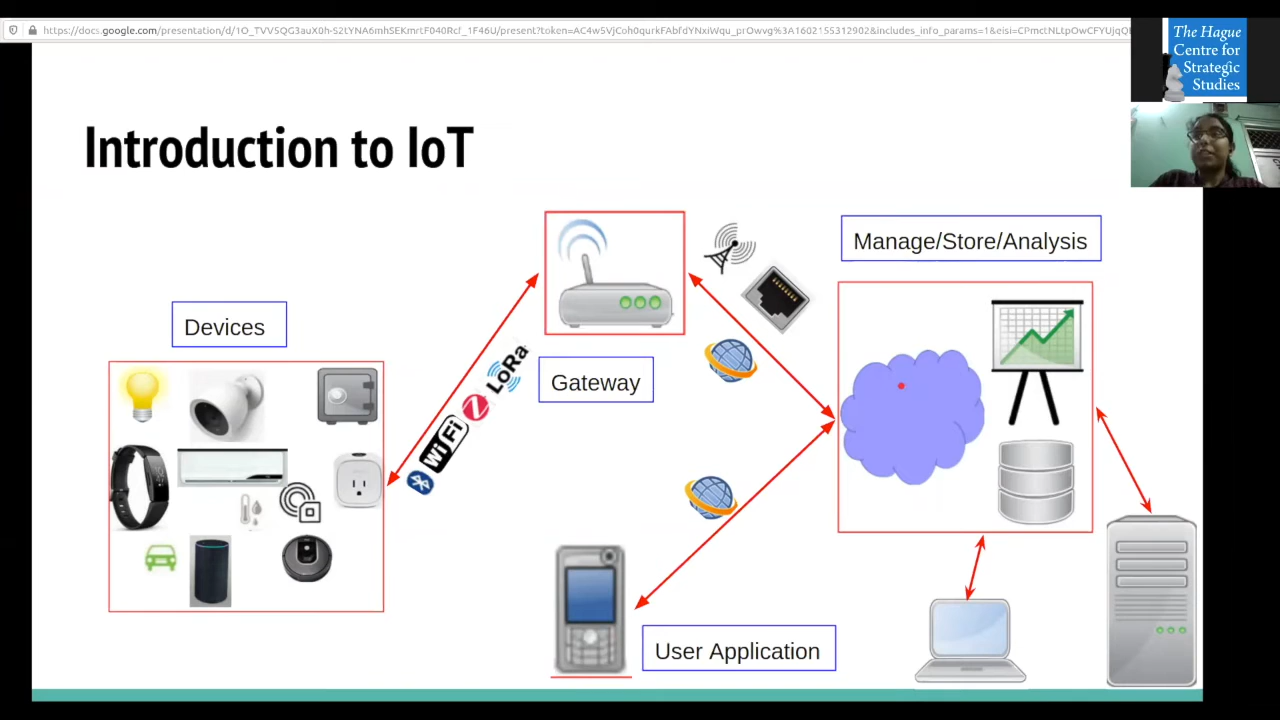 The Hague
Centre for
Strategic
Studies
Introduction to IoT
Manage/Store/Analysis
Devices
Gateway
LoRa
WiFi
User Application